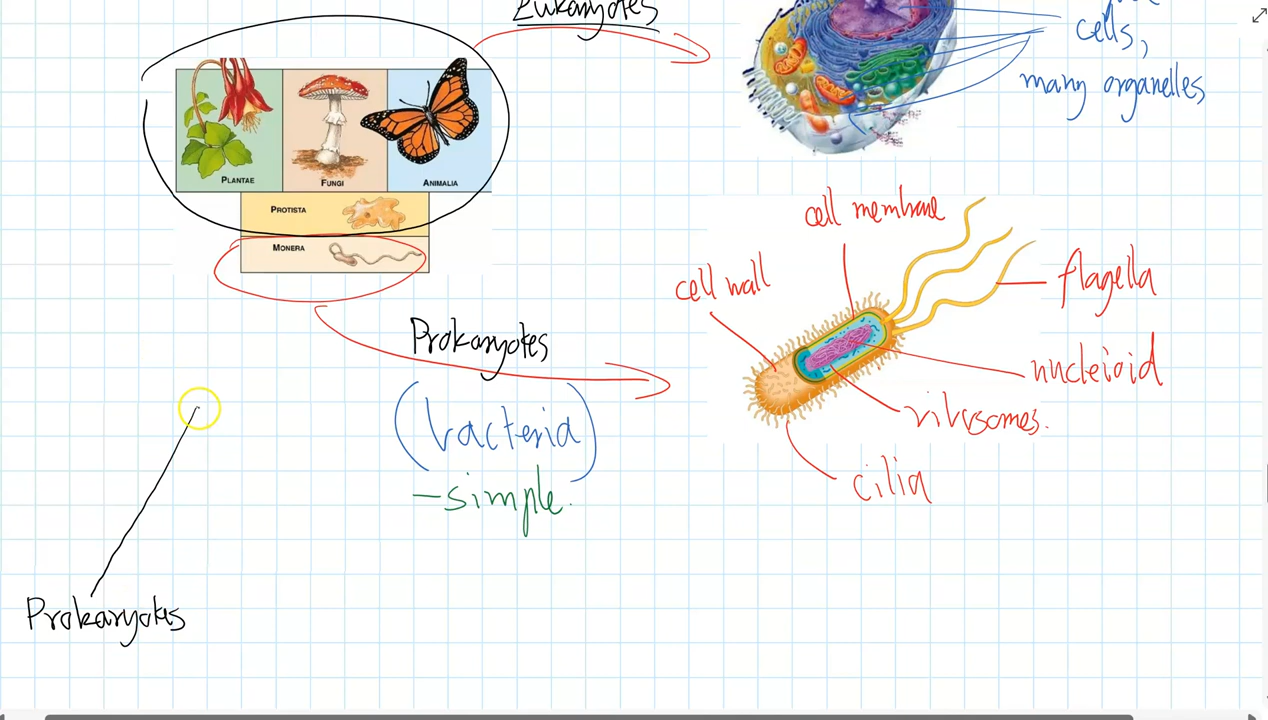 Eukaryotes
cells,
many organelles
PLANTAE
FUNGI
ANIMALIA
PROTISTA
MONERA
cell membrane
cell wall
flagella
Prokaryotes
nucleioid
(bacteria)
ribosomes.
-simple.
cilia
Prokaryotes